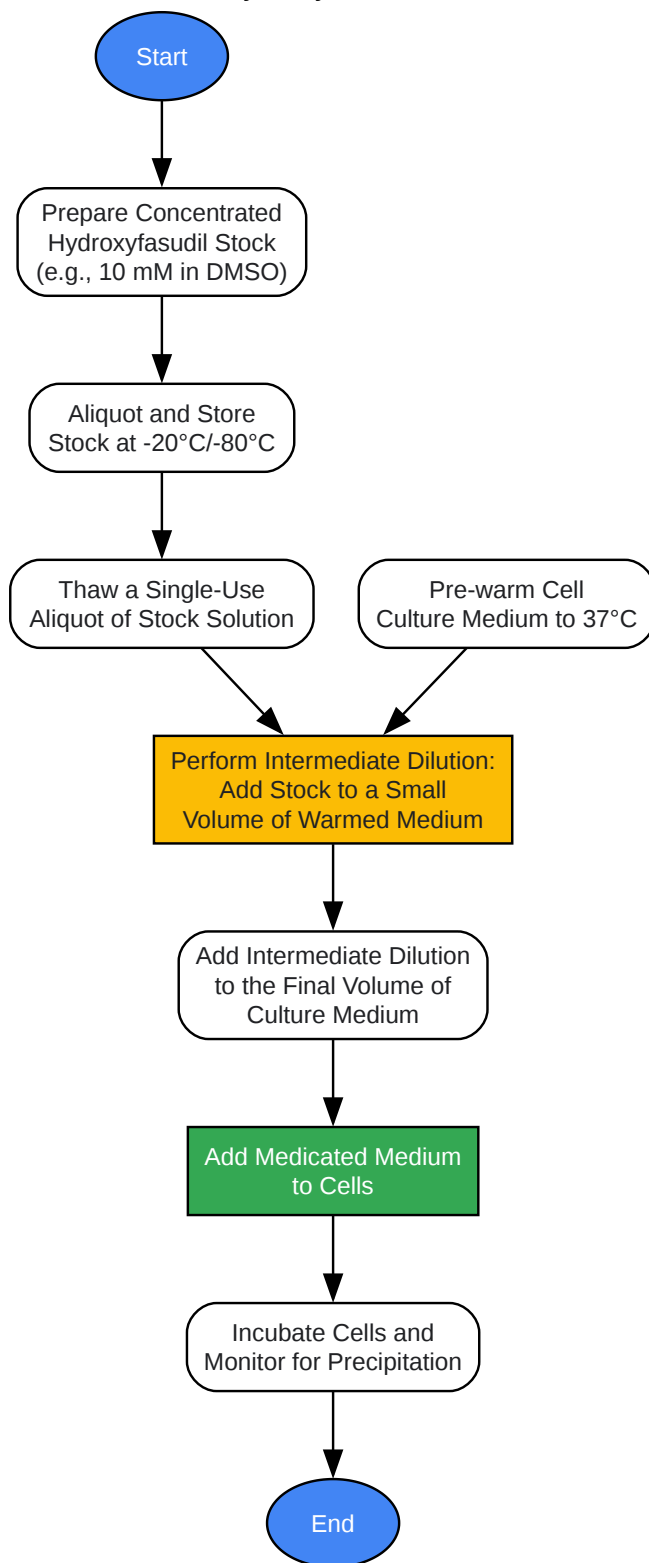 Start
Prepare Concentrated
Hydroxyfasudil Stock
(e.g., 10 mM in DMSO)
Aliquot and Store
Stock at -20°C/-80°C
Thaw a Single-Use
Aliquot of Stock Solution
Pre-warm Cell
Culture Medium to 37°C
Perform Intermediate Dilution:
Add Stock to a Small
Volume of Warmed Medium
Add Intermediate Dilution
to the Final Volume of
Culture Medium
Add Medicated Medium
to Cells
Incubate Cells and
Monitor for Precipitation
End